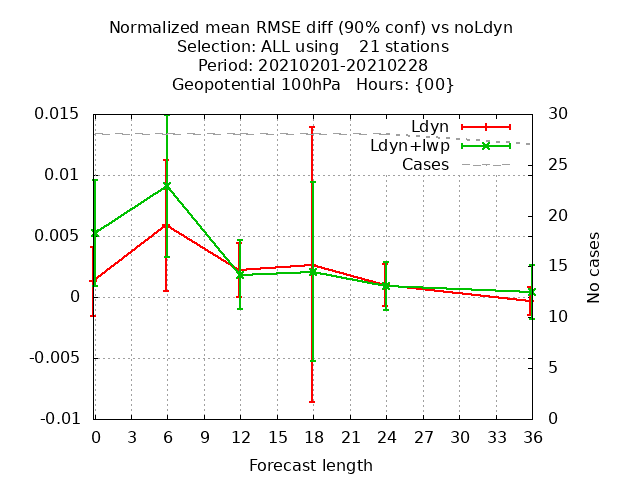 Normalized mean RMSE diff (90% conf) vs noLdyn
Selection: ALL using    21 stations
Period: 20210201-20210228
Geopotential 100hPa   Hours: {00}
0.015
0.01
0.005
0
-0.005
-0.01
Ldyn
Ldyn+lwp
Cases
30
25
20
15
10
5
0
No cases
0 3 6 9 12 15 18 21 24 27 30 33 36
Forecast length